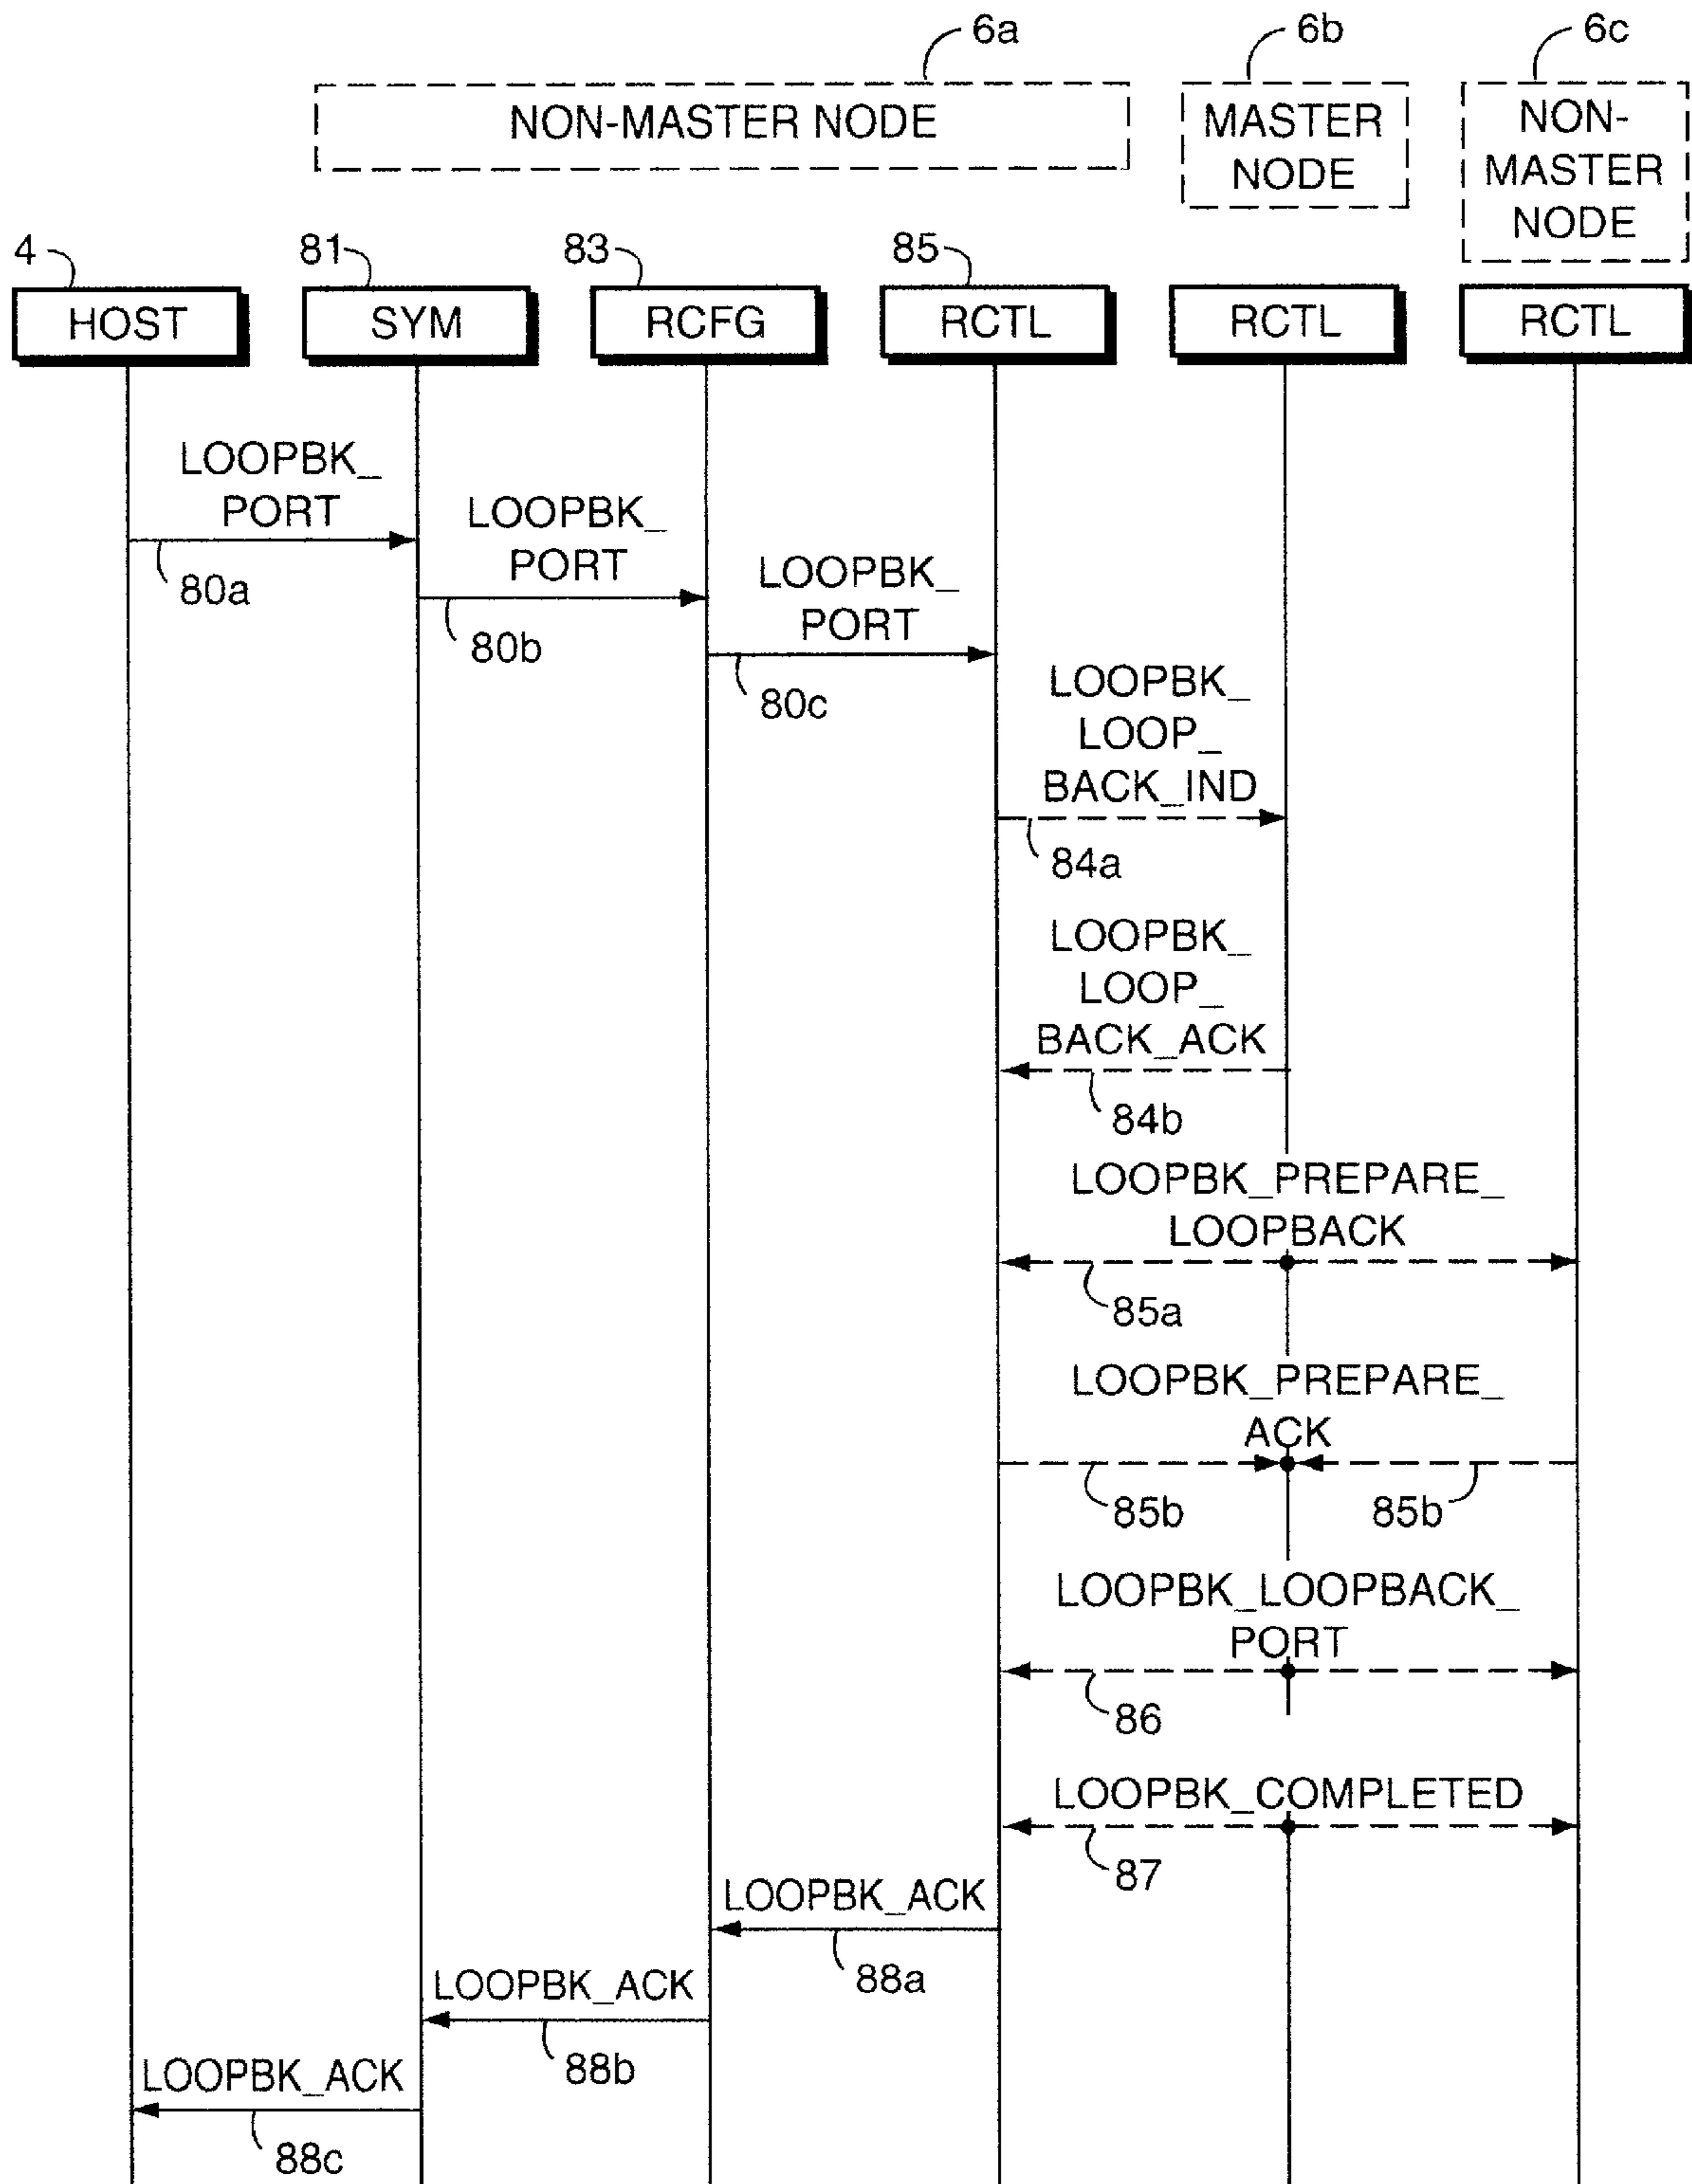 6a
6b
6c
NON-MASTER NODE
MASTER
NODE
NON-
MASTER
NODE
4
81
83
85
HOST
SYM
RCFG
RCTL
RCTL
RCTL
LOOPBK_
PORT
80a
LOOPBK_
PORT
80b
LOOPBK_
PORT
80c
LOOPBK_
LOOP_
BACK_IND
84a
LOOPBK_
LOOP_
BACK_ACK
84b
LOOPBK_PREPARE_
LOOPBACK
85a
LOOPBK_PREPARE_
ACK
85b
85b
LOOPBK_LOOPBACK_
PORT
86
LOOPBK_COMPLETED
87
LOOPBK_ACK
88a
LOOPBK_ACK
88b
LOOPBK_ACK
88c